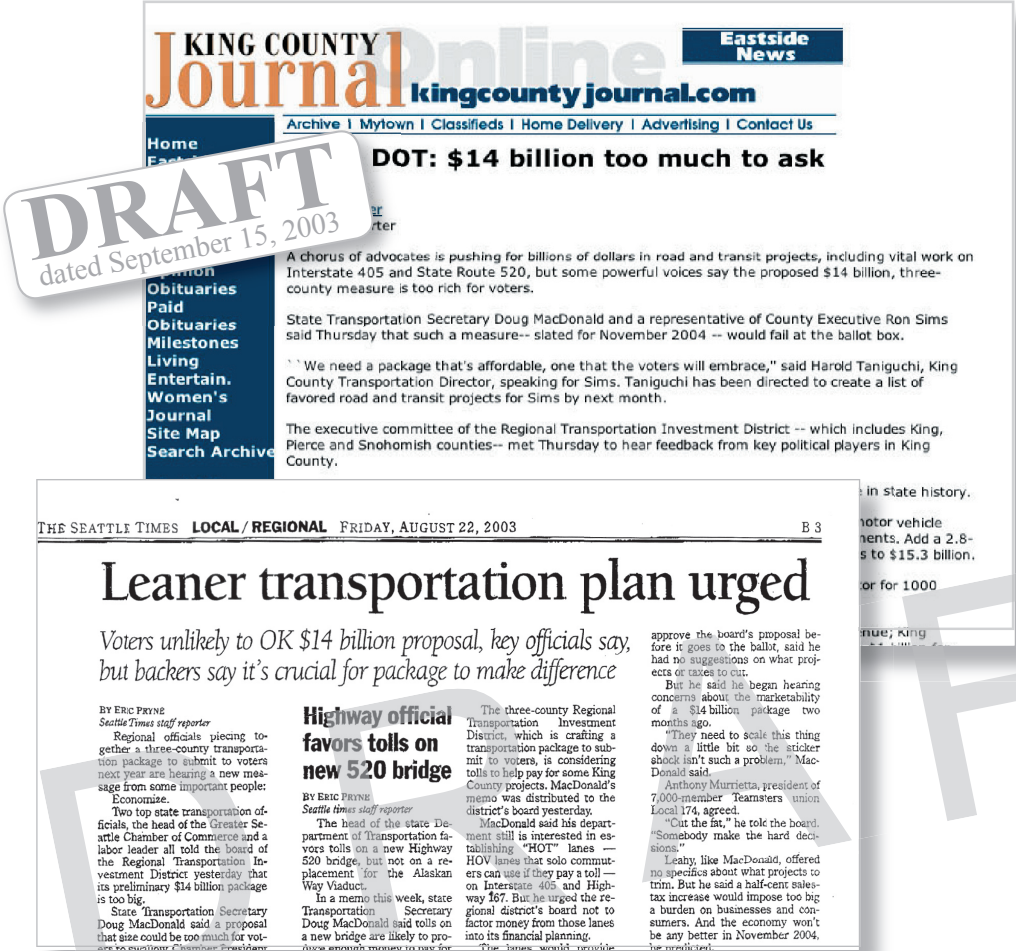 KING COUNTY
Journal
Online
kingcountyjournal.com
Eastside
News
Archive | Mytown | Classifieds | Home Delivery | Advertising | Contact Us
Home
DOT: $14 billion too much to ask
DRAFT
dated September 15, 2003
Opinion
Obituaries
Paid
Obituaries
Milestones
Living
Entertain.
Women's
Journal
Site Map
Search Archive
A chorus of advocates is pushing for billions of dollars in road and transit projects, including vital work on
Interstate 405 and State Route 520, but some powerful voices say the proposed $14 billion, three-
county measure is too rich for voters.
State Transportation Secretary Doug MacDonald and a representative of County Executive Ron Sims
said Thursday that such a measure-- slated for November 2004 -- would fail at the ballot box.
``We need a package that's affordable, one that the voters will embrace," said Harold Taniguchi, King
County Transportation Director, speaking for Sims. Taniguchi has been directed to create a list of
favored road and transit projects for Sims by next month.
The executive committee of the Regional Transportation Investment District -- which includes King,
Pierce and Snohomish counties-- met Thursday to hear feedback from key political players in King
County.
in state history.
otor vehicle
ents. Add a 2.8-
s to $15.3 billion.
or for 1000
nue; King
THE SEATTLE TIMES LOCAL / REGIONAL FRIDAY, AUGUST 22, 2003 B 3
Leaner transportation plan urged
Voters unlikely to OK $14 billion proposal, key officials say,
but backers say it's crucial for package to make difference
BY ERIC PRYNE
Seattle Times staff reporter
Regional officials piecing to-
gether a three-county transporta-
tion package to submit to voters
next year are hearing a new mes-
sage from some important people:
Economize.
Two top state transportation of-
ficials, the head of the Greater Se-
attle Chamber of Commerce and a
labor leader all told the board of
the Regional Transportation In-
vestment District yesterday that
its preliminary $14 billion package
is too big.
State Transportation Secretary
Doug MacDonald said a proposal
that size could be too much for vot-
ers to swallow. Chamber President
Highway official
favors tolls on
new 520 bridge
BY ERIC PRYNE
Seattle times staff reporter
The head of the state De-
partment of Transportation fa-
vors tolls on a new Highway
520 bridge, but not on a re-
placement for the Alaskan
Way Viaduct.
In a memo this week, state
Transportation Secretary
Doug MacDonald said tolls on
a new bridge are likely to pro-
duce enough money to pay for
The three-county Regional
Transportation Investment
District, which is crafting a
transportation package to sub-
mit to voters, is considering
tolls to help pay for some King
County projects. MacDonald's
memo was distributed to the
district's board yesterday.
MacDonald said his depart-
ment still is interested in es-
tablishing "HOT" lanes —
HOV lanes that solo commut-
ers can use if they pay a toll —
on Interstate 405 and High-
way 167. But he urged the re-
gional district's board not to
factor money from those lanes
into its financial planning.
The lanes would provide
approve the board's proposal be-
fore it goes to the ballot, said he
had no suggestions on what proj-
ects or taxes to cut.
But he said he began hearing
concerns about the marketability
of a $14 billion package two
months ago.
"They need to scale this thing
down a little bit so the sticker
shock isn't such a problem," Mac-
Donald said.
Anthony Murrietta, president of
7,000-member Teamsters union
Local 174, agreed.
"Cut the fat," he told the board.
"Somebody make the hard deci-
sions."
Leahy, like MacDonald, offered
no specifics about what projects to
trim. But he said a half-cent sales-
tax increase would impose too big
a burden on businesses and con-
sumers. And the economy won't
be any better in November 2004,
he predicted.
DRAF